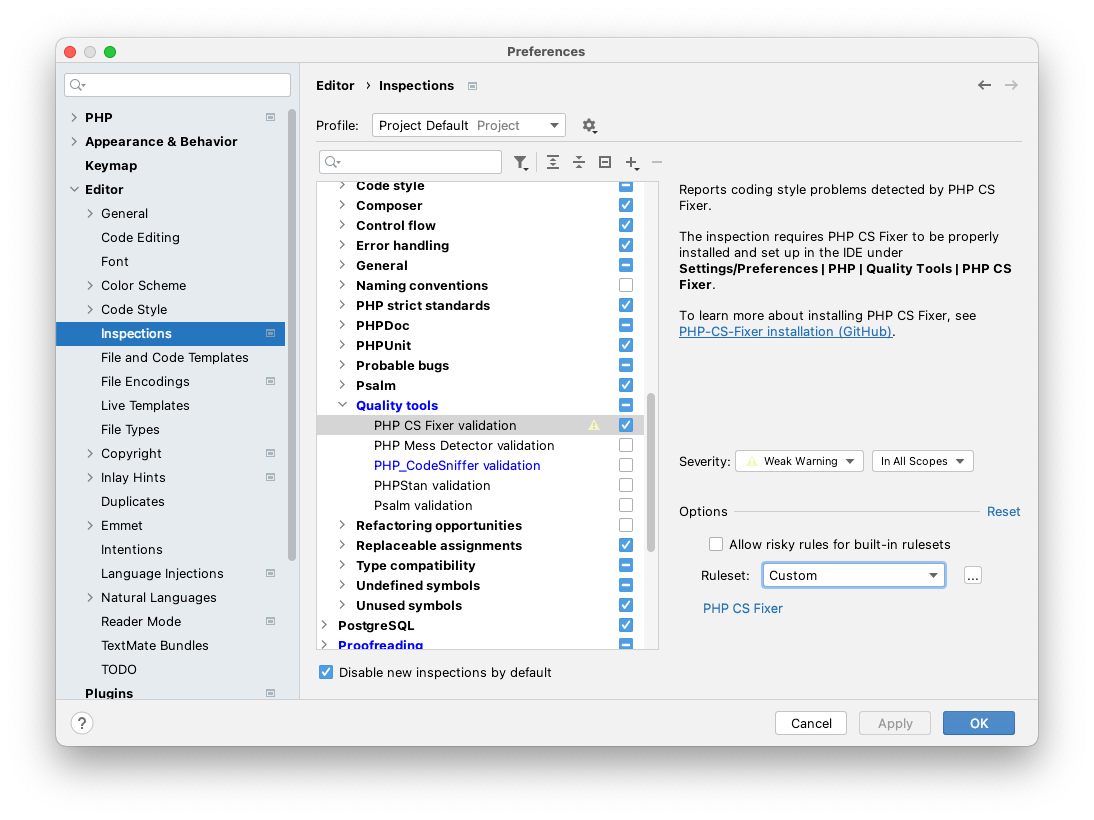 Preferences
PHP
Appearance & Behavior
Keymap
Editor
General
Code Editing
Font
Color Scheme
Code Style
Inspections
File and Code Templates
File Encodings
Live Templates
File Types
Copyright
Inlay Hints
Duplicates
Emmet
Intentions
Language Injections
Natural Languages
Reader Mode
TextMate Bundles
TODO
Plugins
Editor › Inspections
Profile: Project Default Project
Code style
Composer
Control flow
Error handling
General
Naming conventions
PHP strict standards
PHPDoc
PHPUnit
Probable bugs
Psalm
Quality tools
PHP CS Fixer validation
PHP Mess Detector validation
PHP_CodeSniffer validation
PHPStan validation
Psalm validation
Refactoring opportunities
Replaceable assignments
Type compatibility
Undefined symbols
Unused symbols
PostgreSQL
Proofreading
Disable new inspections by default
Reports coding style problems detected by PHP CS
Fixer.
The inspection requires PHP CS Fixer to be properly
installed and set up in the IDE under
Settings/Preferences | PHP | Quality Tools | PHP CS
Fixer.
To learn more about installing PHP CS Fixer, see
PHP-CS-Fixer installation (GitHub).
Severity: Weak Warning In All Scopes
Options Reset
Allow risky rules for built-in rulesets
Ruleset: Custom ...
PHP CS Fixer
? Cancel Apply OK